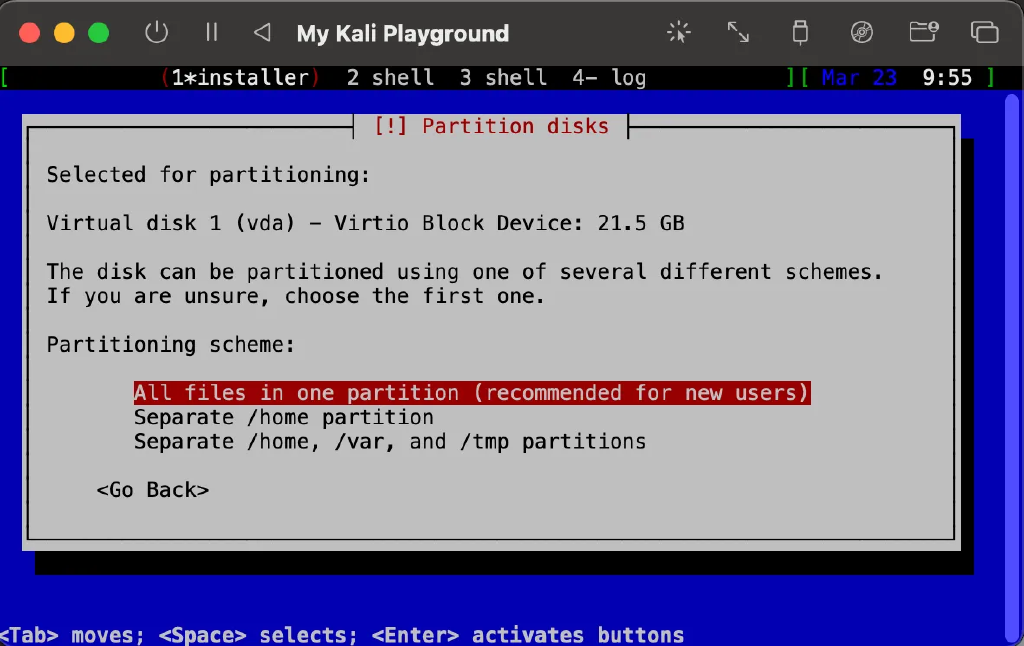 My Kali Playground
[ (1*installer) 2 shell 3 shell 4- log ][ Mar 23 9:55 ]
[!] Partition disks
Selected for partitioning:
Virtual disk 1 (vda) - Virtio Block Device: 21.5 GB
The disk can be partitioned using one of several different schemes.
If you are unsure, choose the first one.
Partitioning scheme:
All files in one partition (recommended for new users)
Separate /home partition
Separate /home, /var, and /tmp partitions
<Go Back>
<Tab> moves; <Space> selects; <Enter> activates buttons